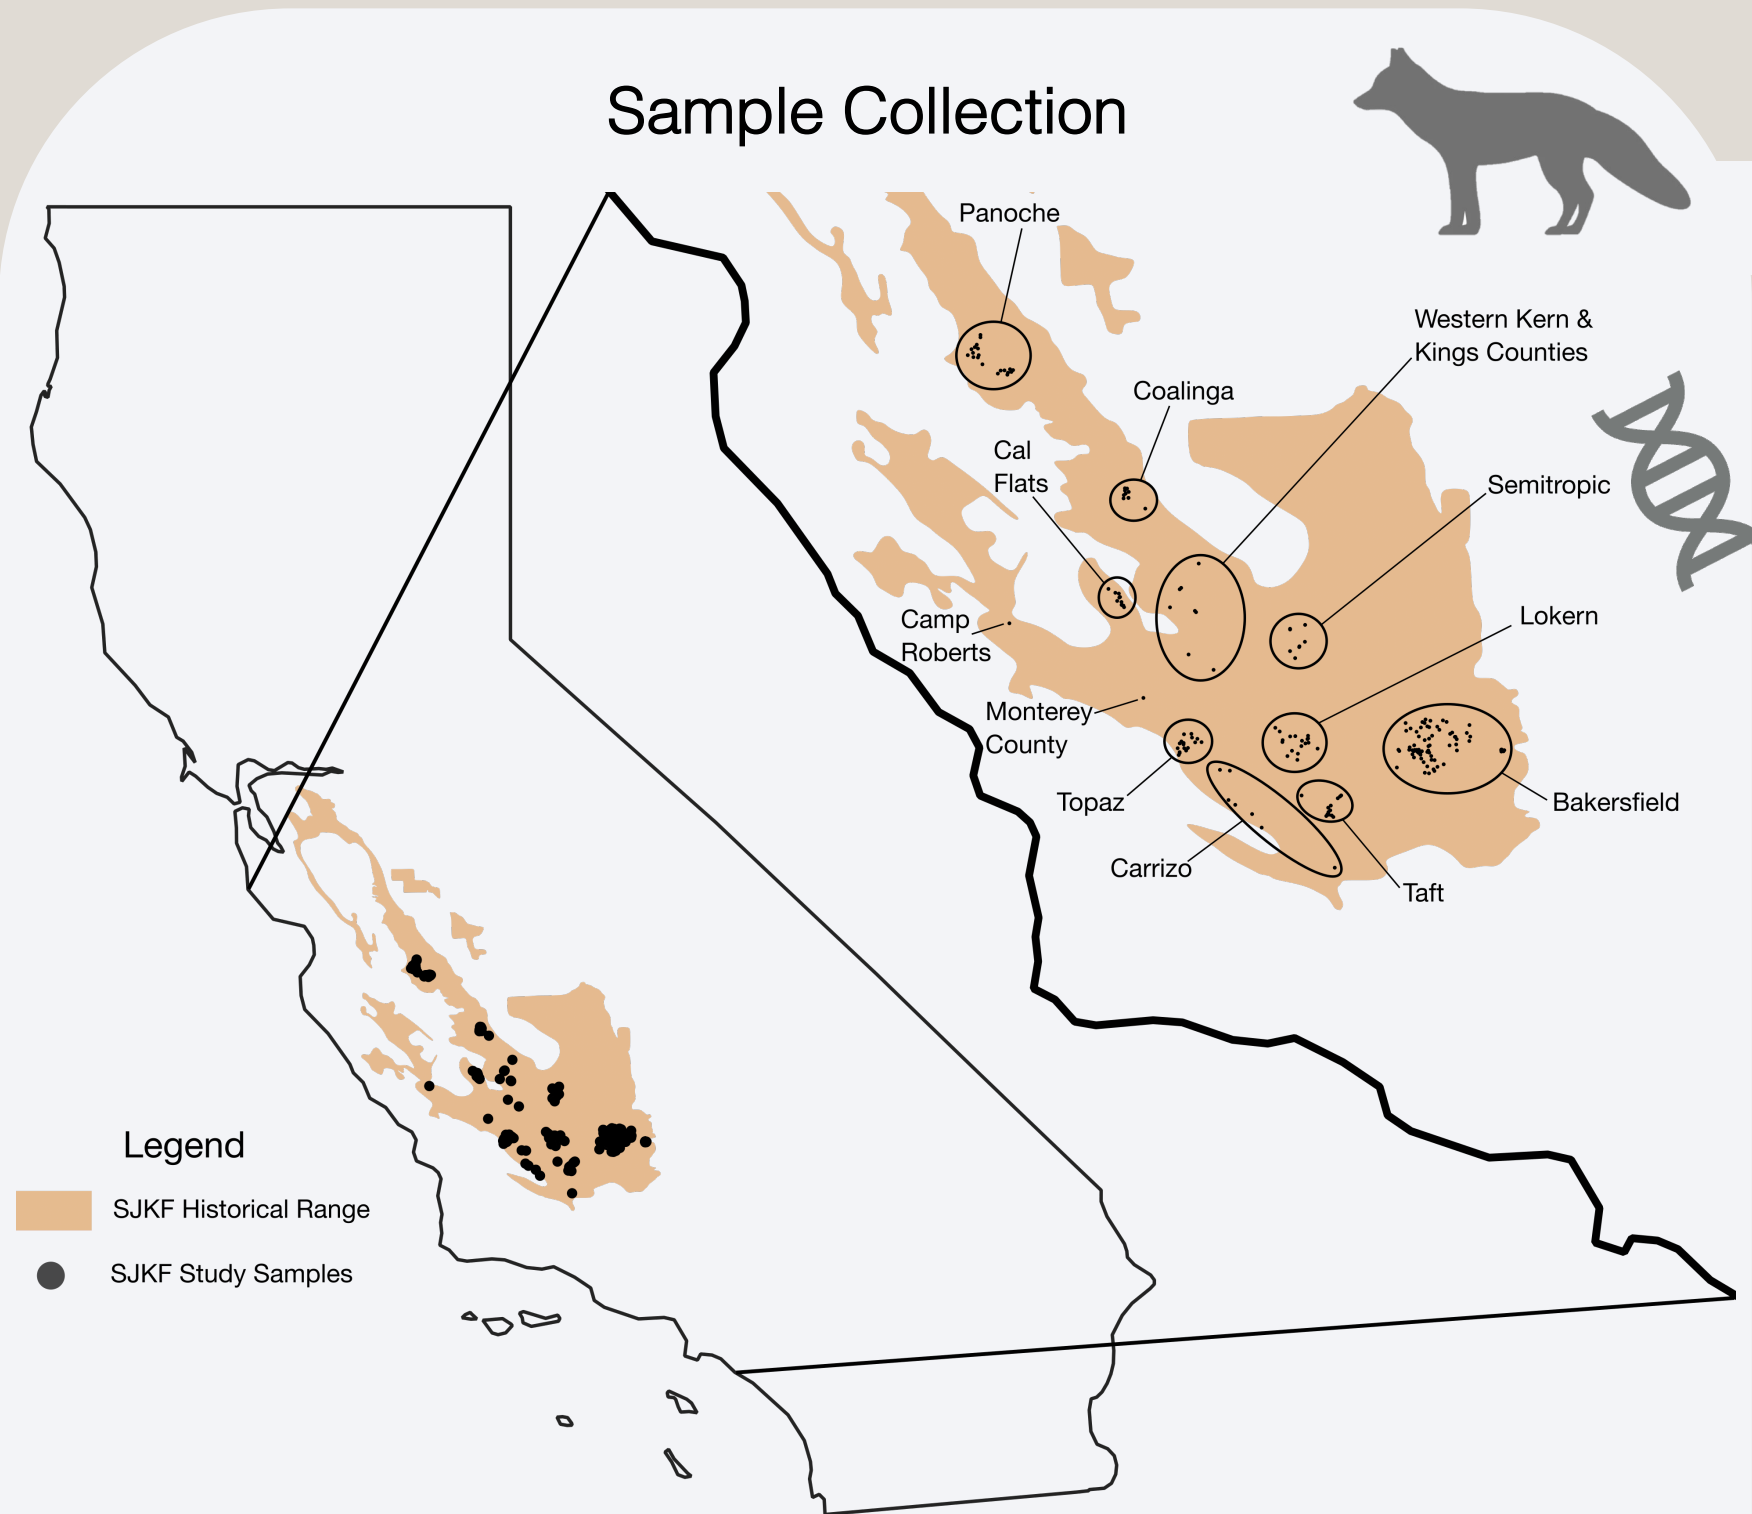 Sample Collection
Panoche
Western Kern &
Kings Counties
Coalinga
Cal
Flats
Semitropic
Lokern
Camp
Roberts
Monterey
County
Topaz
Bakersfield
Carrizo
Taft
Legend
SJKF Historical Range
SJKF Study Samples